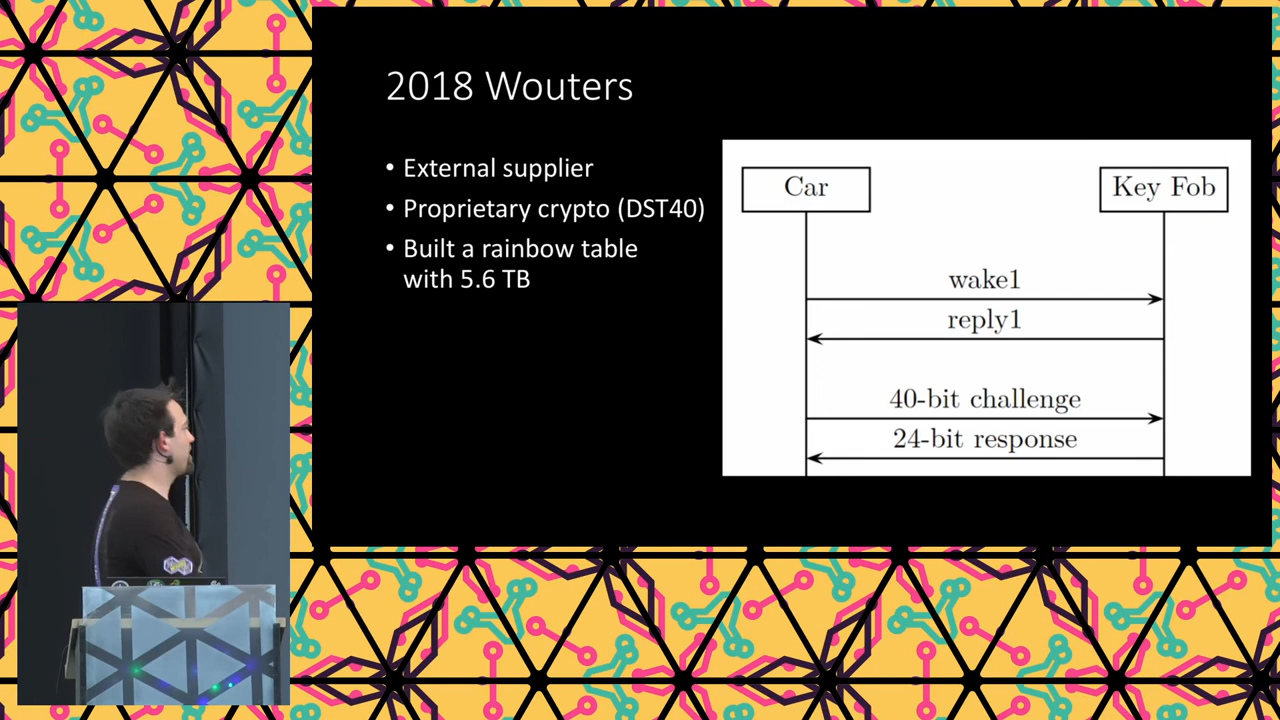 2018 Wouters
• External supplier
• Proprietary crypto (DST40)
• Built a rainbow table
with 5.6 TB
Car
Key Fob
wake1
reply1
40-bit challenge
24-bit response